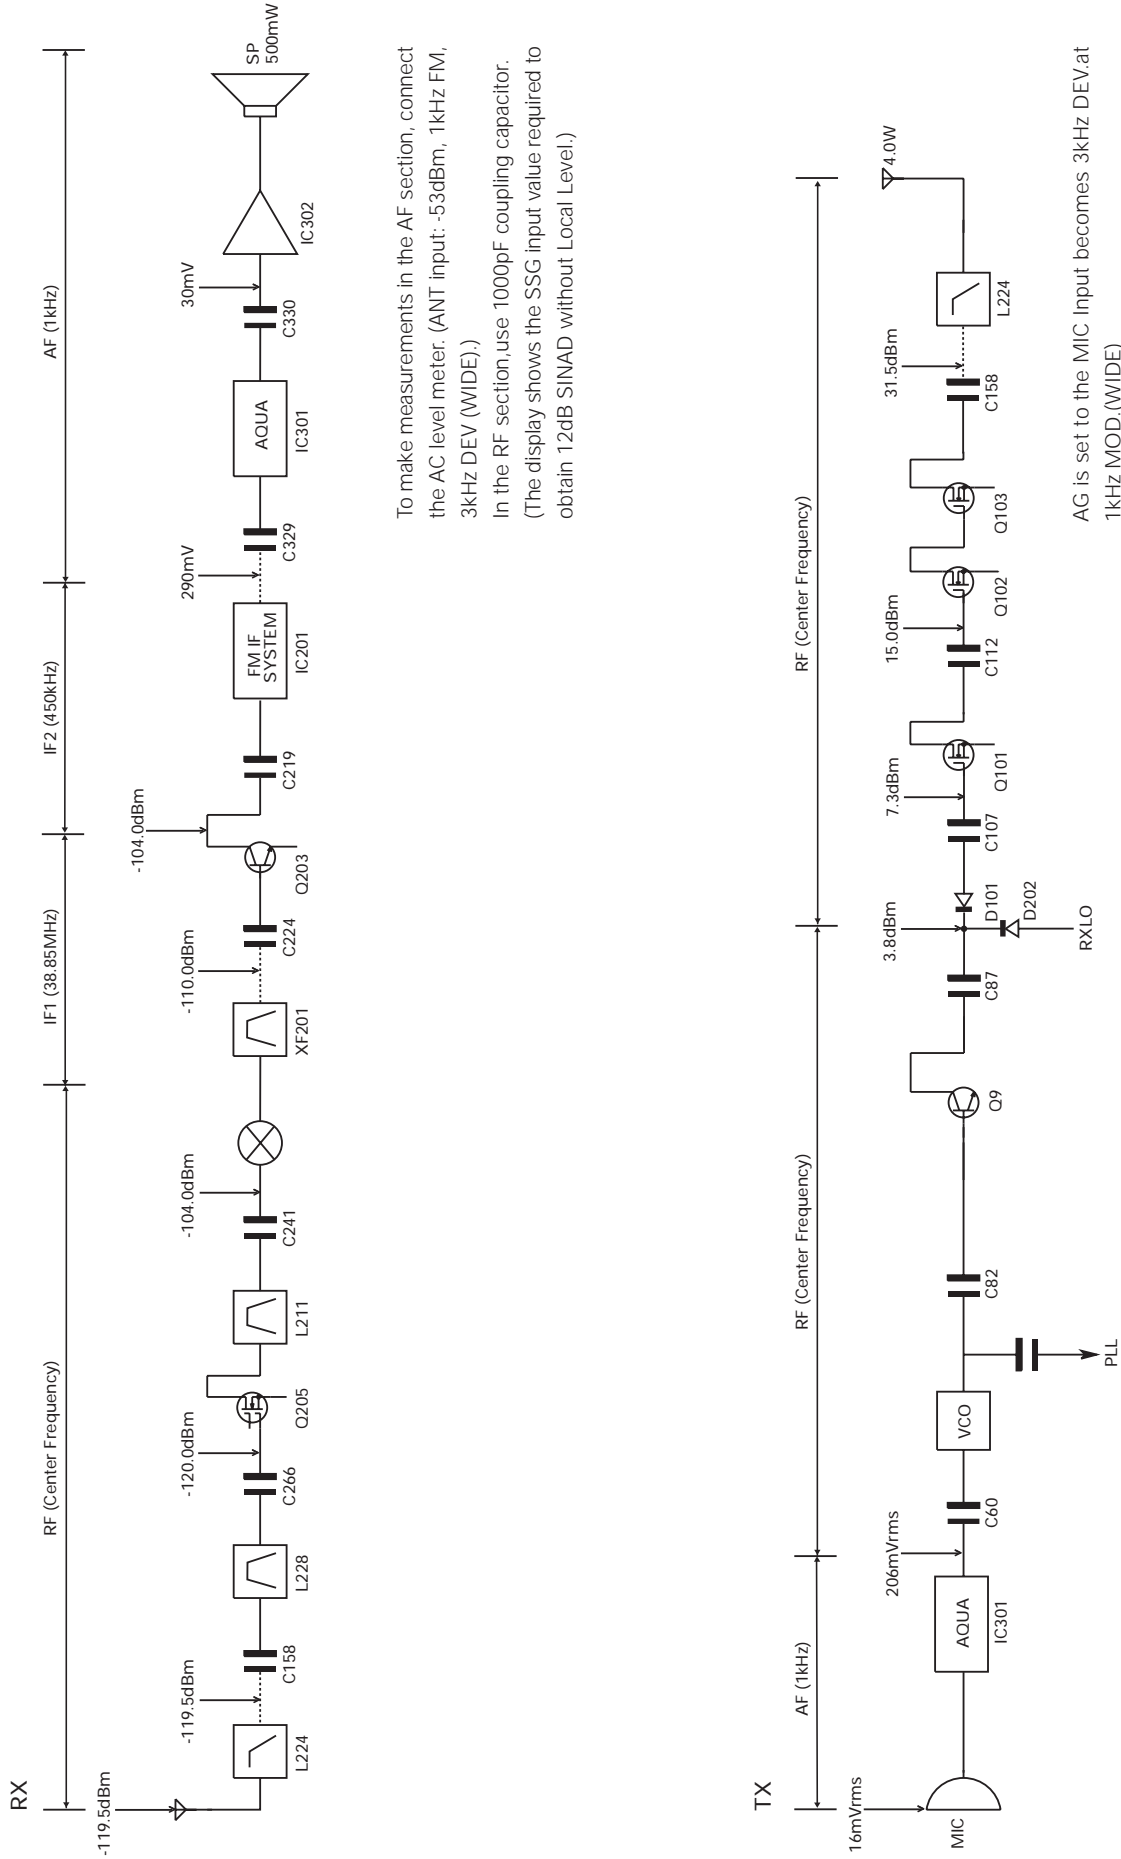 RX
RF (Center Frequency)
IF1 (38.85MHz)
IF2 (450kHz)
AF (1kHz)
-119.5dBm
-119.5dBm
-120.0dBm
-104.0dBm
-110.0dBm
-104.0dBm
290mV
30mV
SP
500mW
AQUA
FM IF
SYSTEM
L224
C158
L228
C266
Q205
L211
C241
XF201
C224
Q203
C219
IC201
C329
IC301
C330
IC302
To make measurements in the AF section, connect
the AC level meter. (ANT input: -53dBm, 1kHz FM,
3kHz DEV (WIDE).)
In the RF section,use 1000pF coupling capacitor.
(The display shows the SSG input value required to
obtain 12dB SINAD without Local Level.)
TX
AF (1kHz)
RF (Center Frequency)
RF (Center Frequency)
16mVrms
206mVrms
3.8dBm
7.3dBm
15.0dBm
31.5dBm
4.0W
MIC
AQUA
IC301
C60
VCO
PLL
C82
Q9
C87
D101
D202
RXLO
C107
Q101
C112
Q102
Q103
C158
L224
AG is set to the MIC Input becomes 3kHz DEV.at
1kHz MOD.(WIDE)